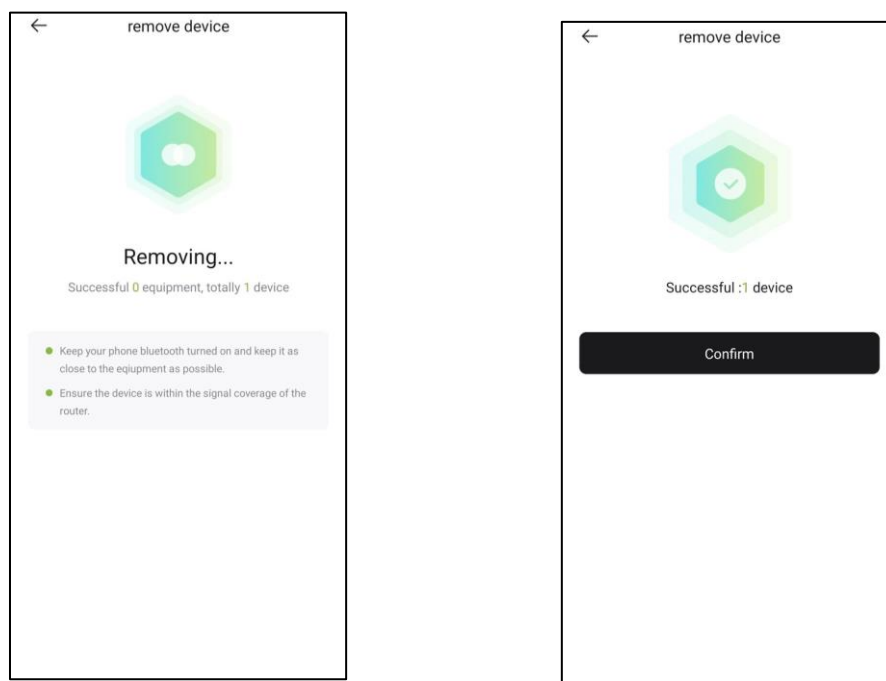 remove device
Removing...
Successful 0 equipment, totally 1 device
Keep your phone bluetooth turned on and keep it as
close to the eqiupment as possible.
Ensure the device is within the signal coverage of the
router.
remove device
Successful :1 device
Confirm